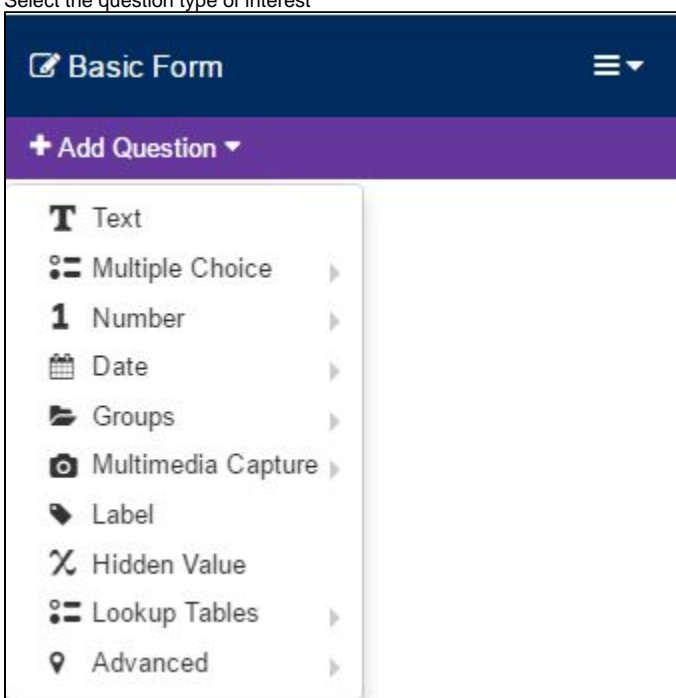 Select the question type of interest
Basic Form
Add Question
Text
Multiple Choice
Number
Date
Groups
Multimedia Capture
Label
Hidden Value
Lookup Tables
Advanced